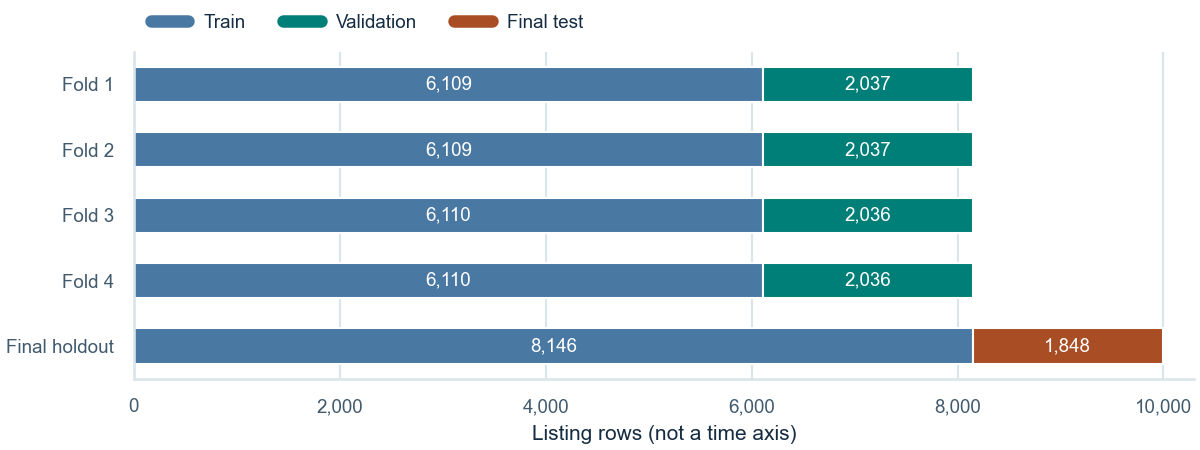 Train Validation Final test
Fold 1 6,109 2,037
Fold 2 6,109 2,037
Fold 3 6,110 2,036
Fold 4 6,110 2,036
Final holdout 8,146 1,848
0 2,000 4,000 6,000 8,000 10,000
Listing rows (not a time axis)